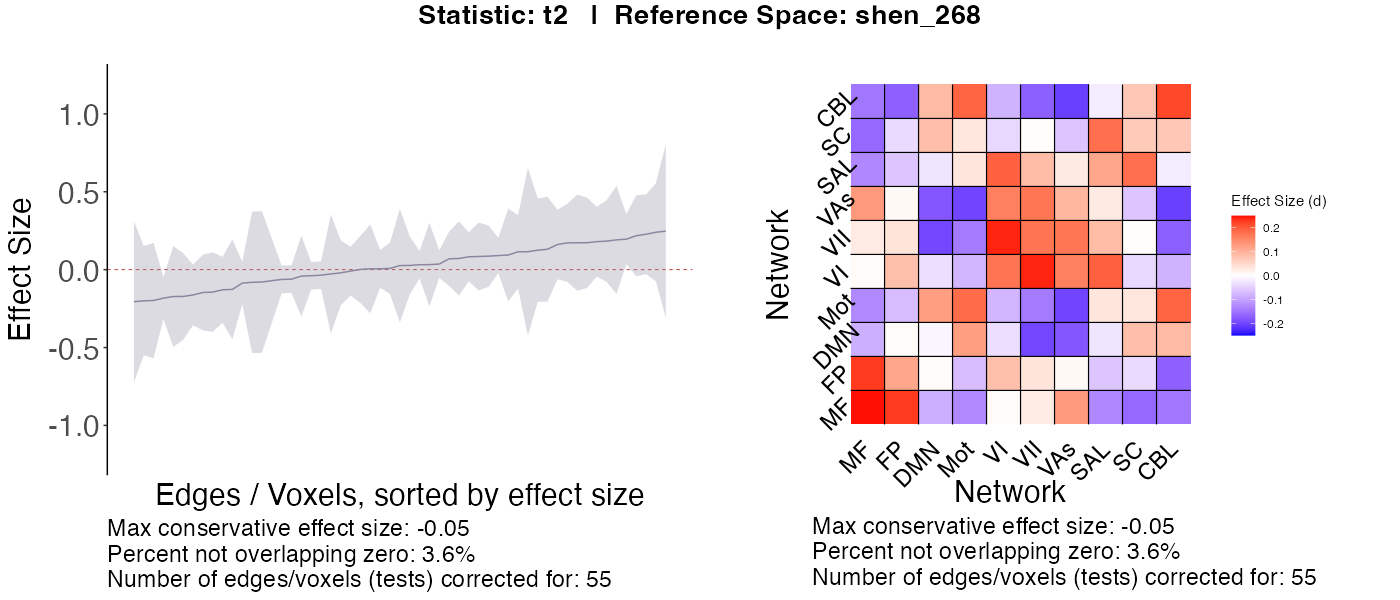 Statistic: t2 | Reference Space: shen_268
Effect Size
1.0
0.5
0.0
-0.5
-1.0
Edges / Voxels, sorted by effect size
Max conservative effect size: -0.05
Percent not overlapping zero: 3.6%
Number of edges/voxels (tests) corrected for: 55
Network
CBL
SC
SAL
VAs
VII
VI
Mot
DMN
FP
MF
MF
FP
DMN
Mot
VI
VII
VAs
SAL
SC
CBL
Network
Max conservative effect size: -0.05
Percent not overlapping zero: 3.6%
Number of edges/voxels (tests) corrected for: 55
Effect Size (d)
0.2
0.1
0.0
-0.1
-0.2